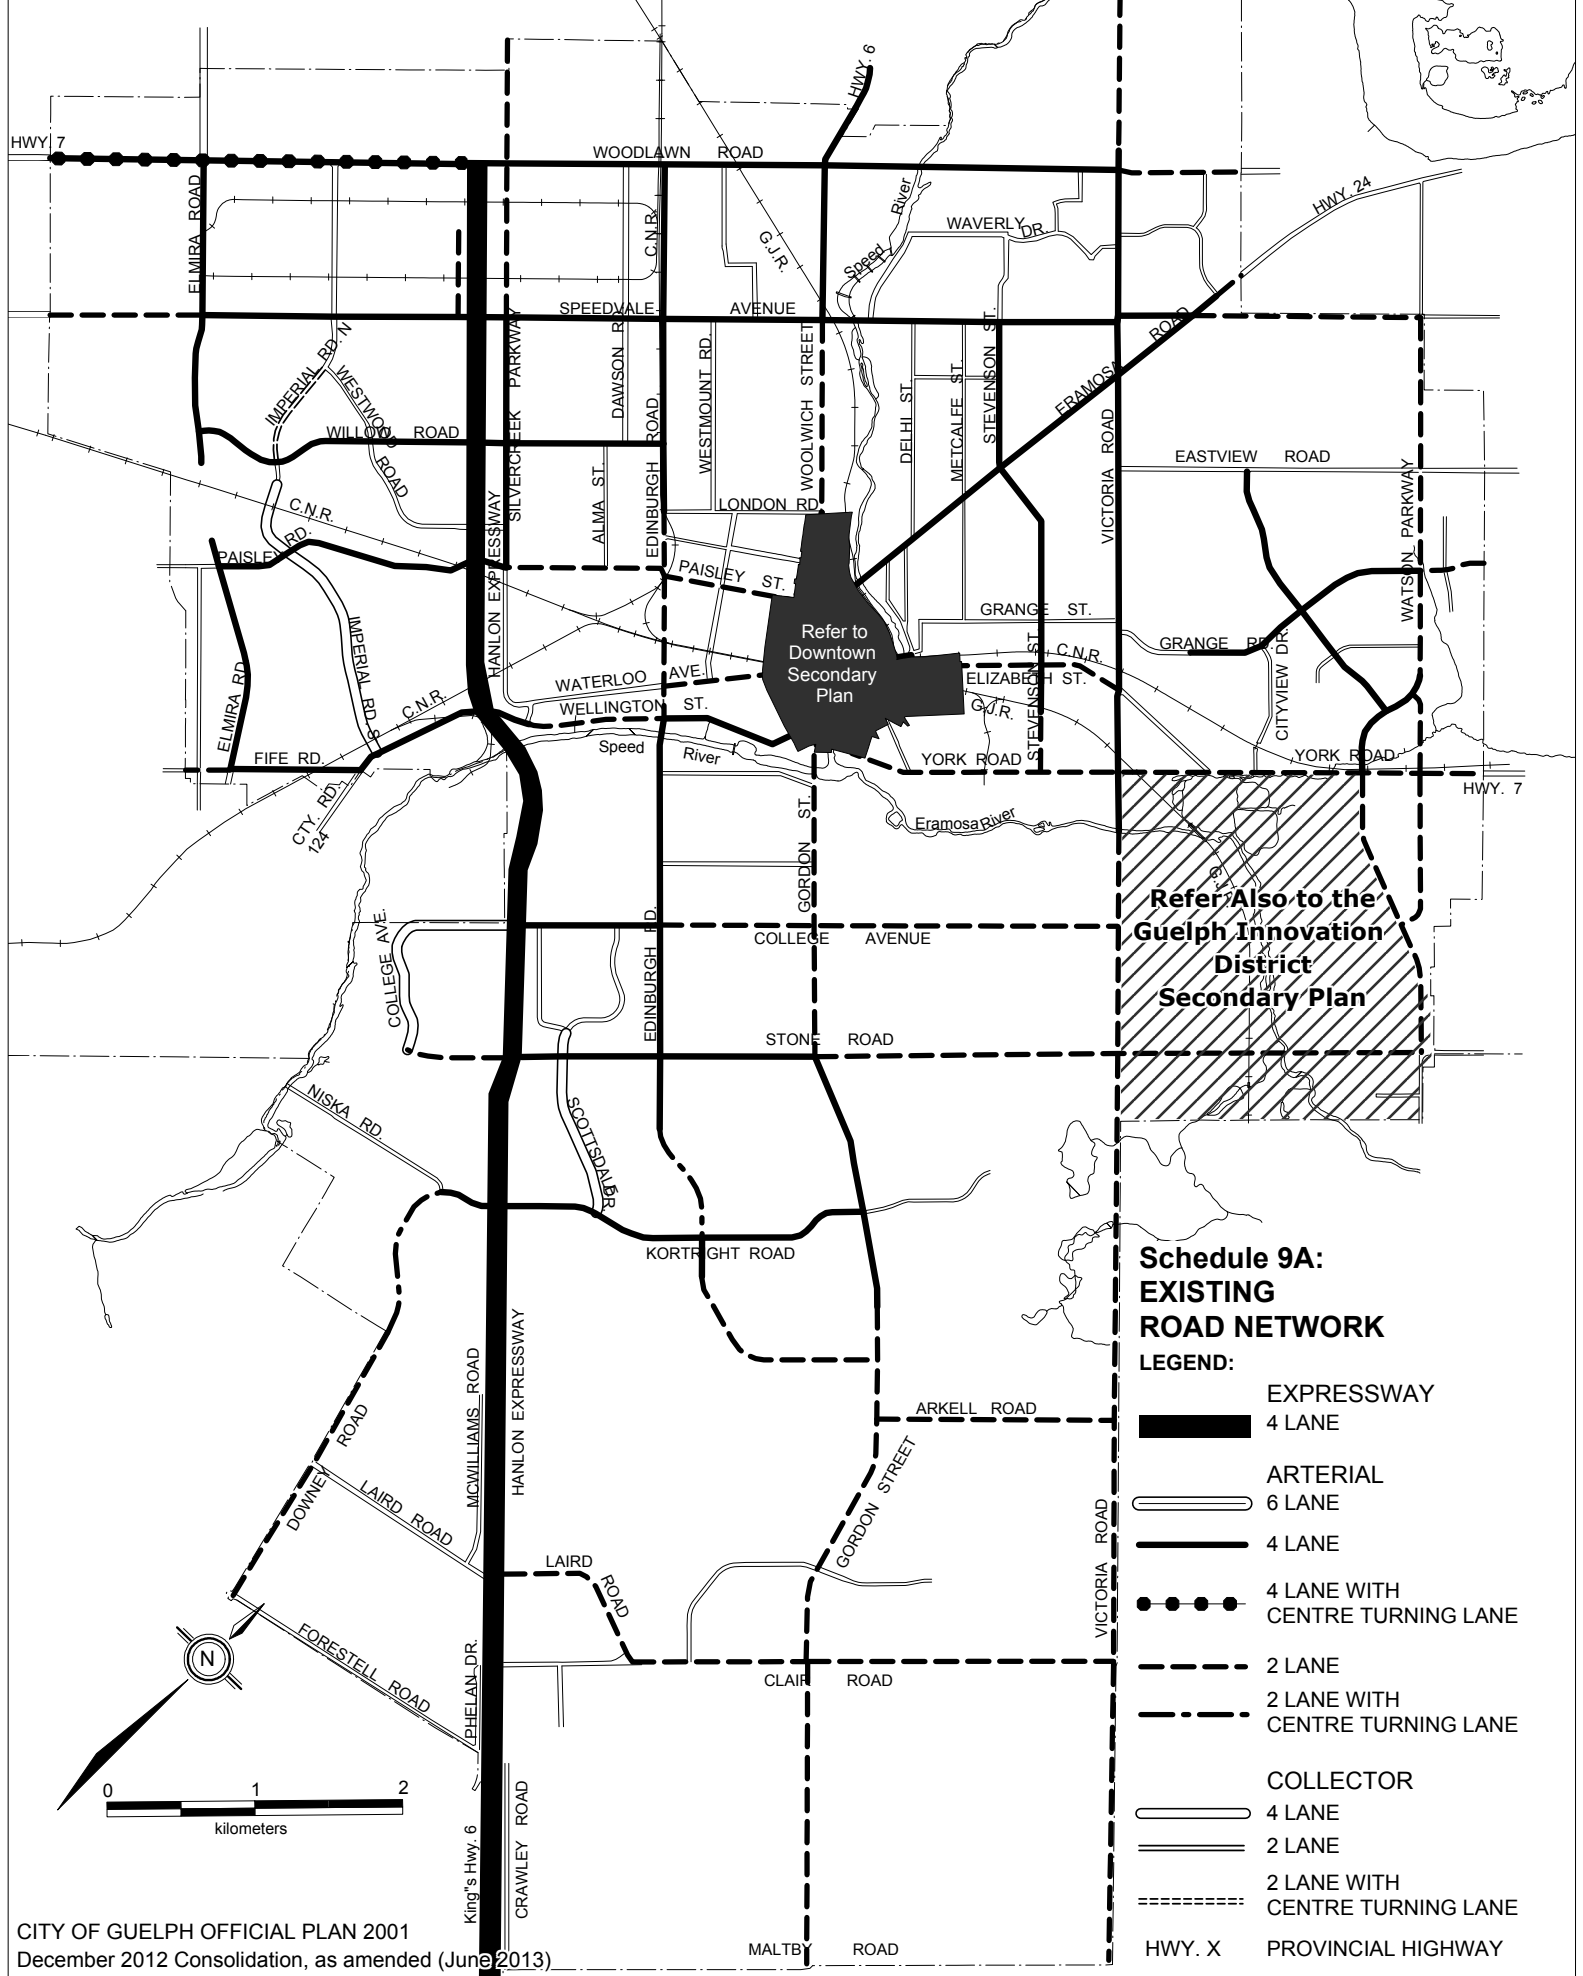 HWY. 6
HWY. 7
WOODLAWN ROAD
ELMIRA ROAD
C.N.R.
G.J.R.
River
Speed
WAVERLY DR.
HWY. 24
SPEEDVALE AVENUE
IMPERIAL RD. N
WESTWOOD ROAD
WILLOW ROAD
SILVERCREEK PARKWAY
DAWSON RD.
EDINBURGH ROAD
WESTMOUNT RD.
WOOLWICH STREET
DELHI ST.
METCALFE ST.
STEVENSON ST.
ERAMOSA ROAD
VICTORIA ROAD
EASTVIEW ROAD
WATSON PARKWAY
C.N.R.
HANLON EXPRESSWAY
ALMA ST.
LONDON RD
PAISLEY RD.
PAISLEY ST.
GRANGE ST.
GRANGE RD.
CITYVIEW DR.
Refer to
Downtown
Secondary
Plan
IMPERIAL RD. S
ELMIRA RD
C.N.R.
WATERLOO AVE.
WELLINGTON ST.
ELIZABETH ST.
STEVENSON ST.
C.N.R.
G.J.R.
FIFE RD.
Speed River
YORK ROAD
YORK ROAD
HWY. 7
CTY. RD.
124
GORDON ST.
Eramosa River
G.J.R.
Refer Also to the
Guelph Innovation
District
Secondary Plan
COLLEGE AVE.
COLLEGE AVENUE
EDINBURGH RD.
STONE ROAD
NISKA RD.
SCOTTSDALE DR.
KORTRIGHT ROAD
DOWNEY ROAD
MCWILLIAMS ROAD
HANLON EXPRESSWAY
ARKELL ROAD
GORDON STREET
LAIRD ROAD
LAIRD ROAD
VICTORIA ROAD
FORESTELL ROAD
PHELAN DR.
CLAIR ROAD
N
0 1 2
kilometers
King"s Hwy. 6
CRAWLEY ROAD
MALTBY ROAD
CITY OF GUELPH OFFICIAL PLAN 2001
December 2012 Consolidation, as amended (June 2013)
Schedule 9A:
EXISTING
ROAD NETWORK
LEGEND:
EXPRESSWAY
4 LANE
ARTERIAL
6 LANE
4 LANE
4 LANE WITH
CENTRE TURNING LANE
2 LANE
2 LANE WITH
CENTRE TURNING LANE
COLLECTOR
4 LANE
2 LANE
2 LANE WITH
CENTRE TURNING LANE
HWY. X PROVINCIAL HIGHWAY